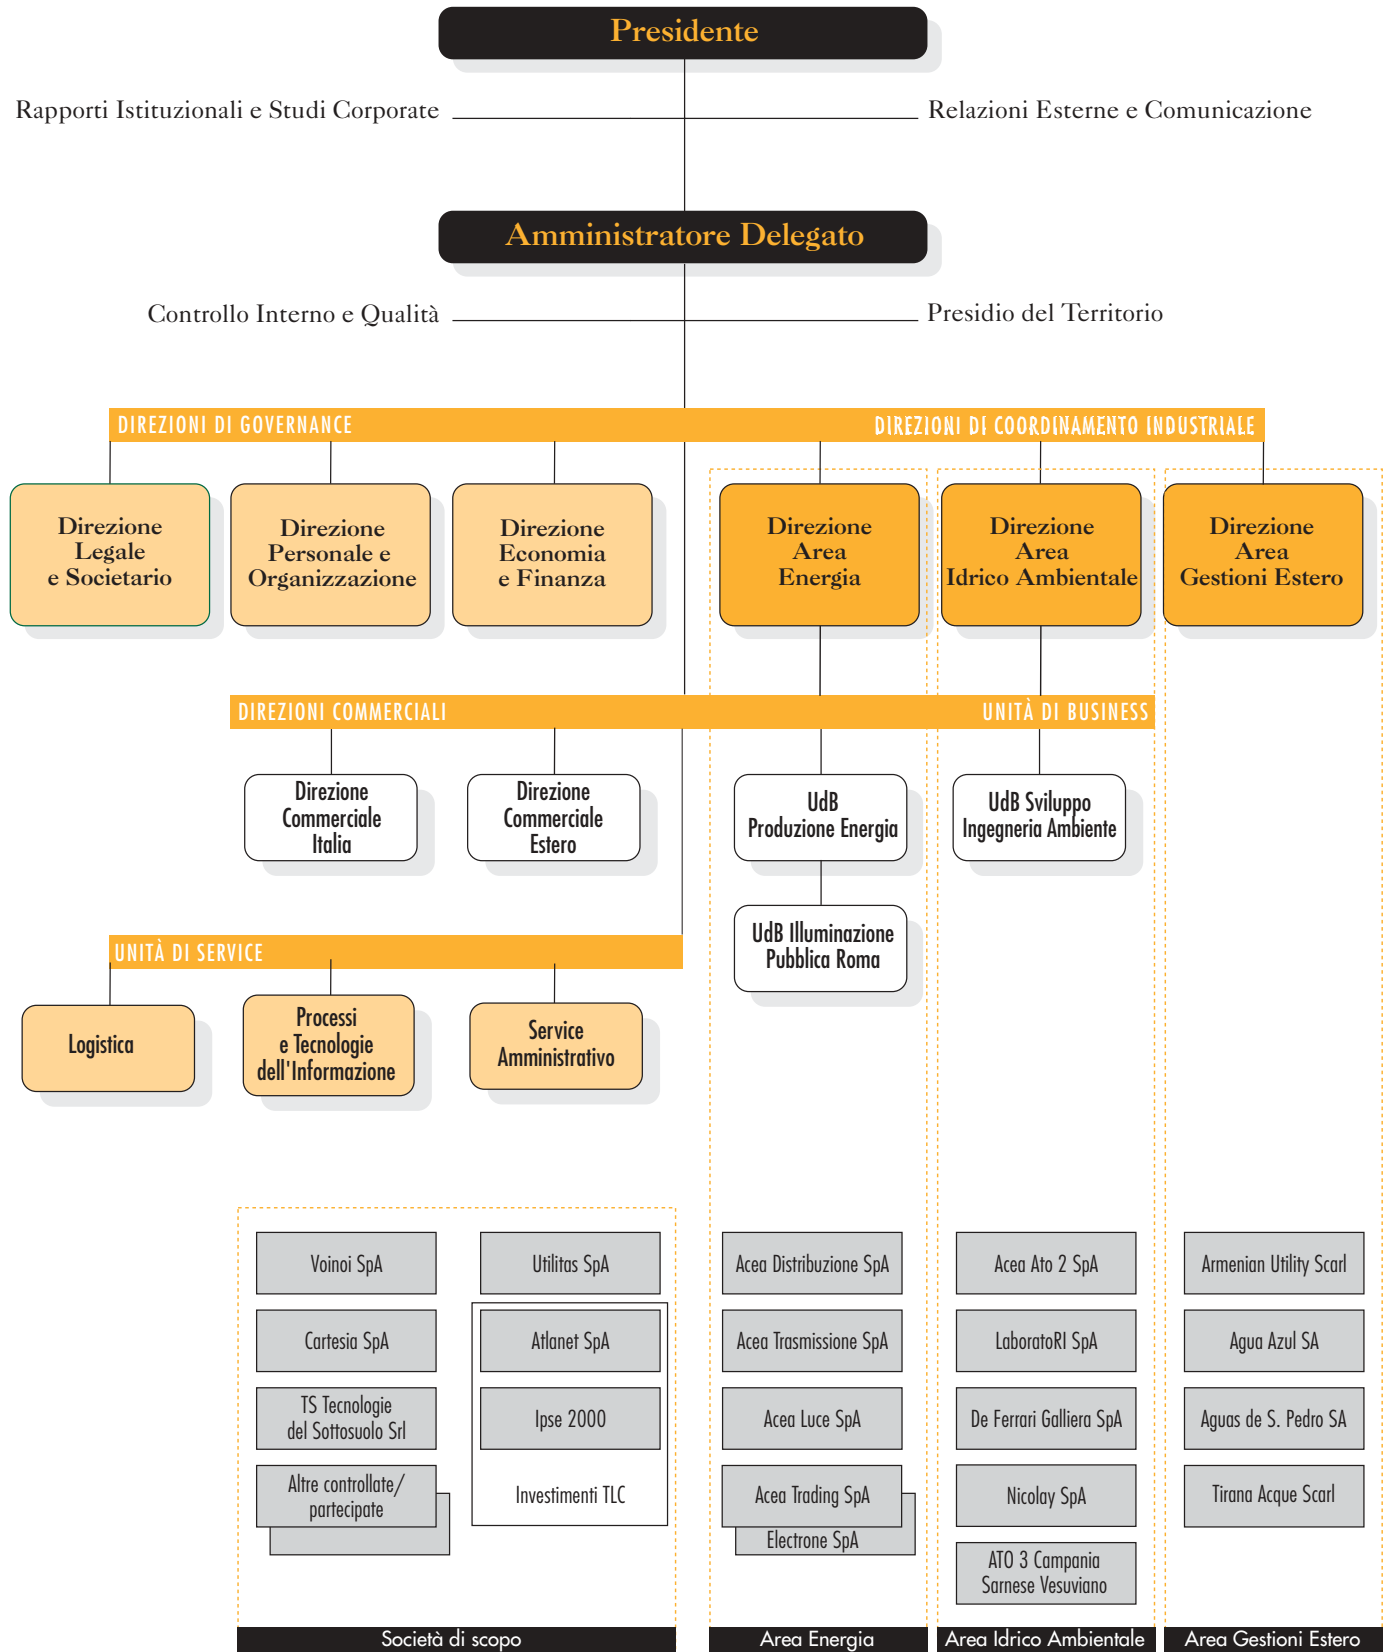 Presidente
Rapporti Istituzionali e Studi Corporate
Relazioni Esterne e Comunicazione
Amministratore Delegato
Controllo Interno e Qualità
Presidio del Territorio
DIREZIONI DI GOVERNANCE
DIREZIONI DI COORDINAMENTO INDUSTRIALE
Direzione
Legale
e Societario
Direzione
Personale e
Organizzazione
Direzione
Economia
e Finanza
Direzione
Area
Energia
Direzione
Area
Idrico Ambientale
Direzione
Area
Gestioni Estero
DIREZIONI COMMERCIALI
UNITÀ DI BUSINESS
Direzione
Commerciale
Italia
Direzione
Commerciale
Estero
UdB
Produzione Energia
UdB Sviluppo
Ingegneria Ambiente
UdB Illuminazione
Pubblica Roma
UNITÀ DI SERVICE
Logistica
Processi
e Tecnologie
dell'Informazione
Service
Amministrativo
Voinoi SpA
Utilitas SpA
Acea Distribuzione SpA
Acea Ato 2 SpA
Armenian Utility Scarl
Cartesia SpA
Atlanet SpA
Acea Trasmissione SpA
LaboratoRI SpA
Agua Azul SA
TS Tecnologie
del Sottosuolo Srl
Ipse 2000
Acea Luce SpA
De Ferrari Galliera SpA
Aguas de S. Pedro SA
Altre controllate/
partecipate
Investimenti TLC
Acea Trading SpA
Electrone SpA
Nicolay SpA
Tirana Acque Scarl
ATO 3 Campania
Sarnese Vesuviano
Società di scopo
Area Energia
Area Idrico Ambientale
Area Gestioni Estero